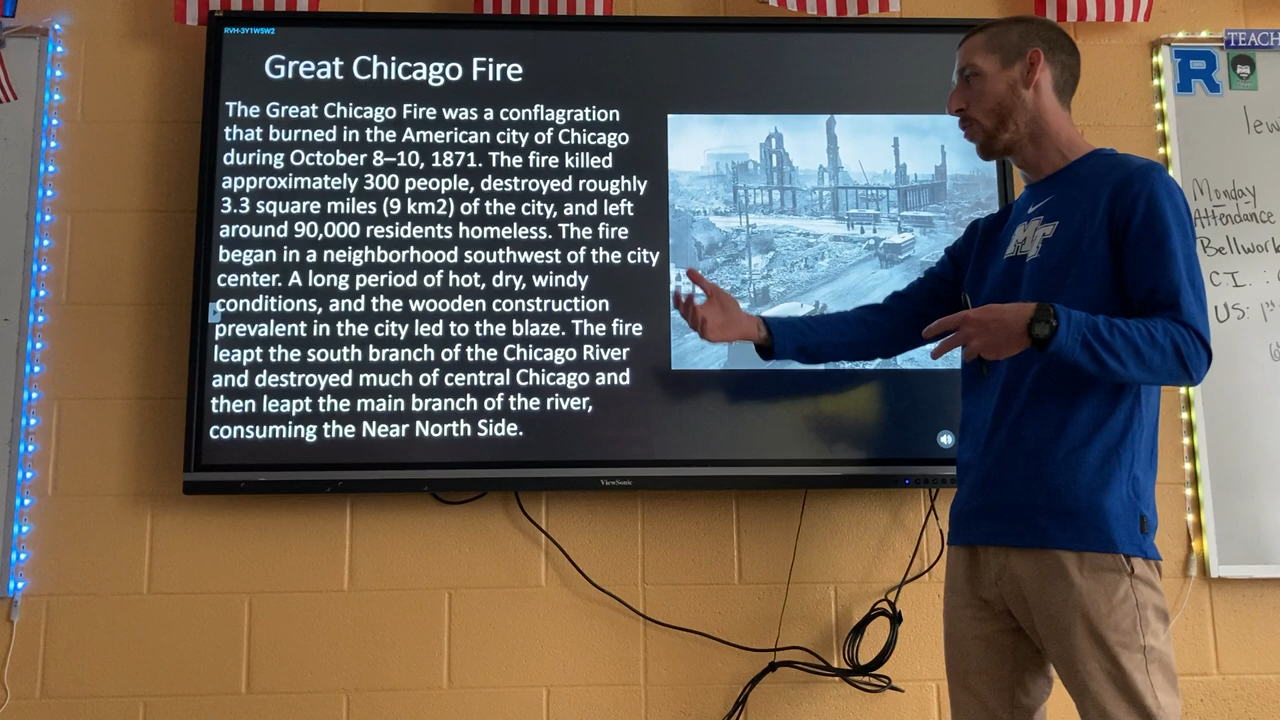 RVH-3Y1W5W2
Great Chicago Fire
The Great Chicago Fire was a conflagration
that burned in the American city of Chicago
during October 8–10, 1871. The fire killed
approximately 300 people, destroyed roughly
3.3 square miles (9 km2) of the city, and left
around 90,000 residents homeless. The fire
began in a neighborhood southwest of the city
center. A long period of hot, dry, windy
conditions, and the wooden construction
prevalent in the city led to the blaze. The fire
leapt the south branch of the Chicago River
and destroyed much of central Chicago and
then leapt the main branch of the river,
consuming the Near North Side.
ViewSonic
MT
R
TEACH
Monday
Attendance
Bellwork
C.I. :
US: 1st